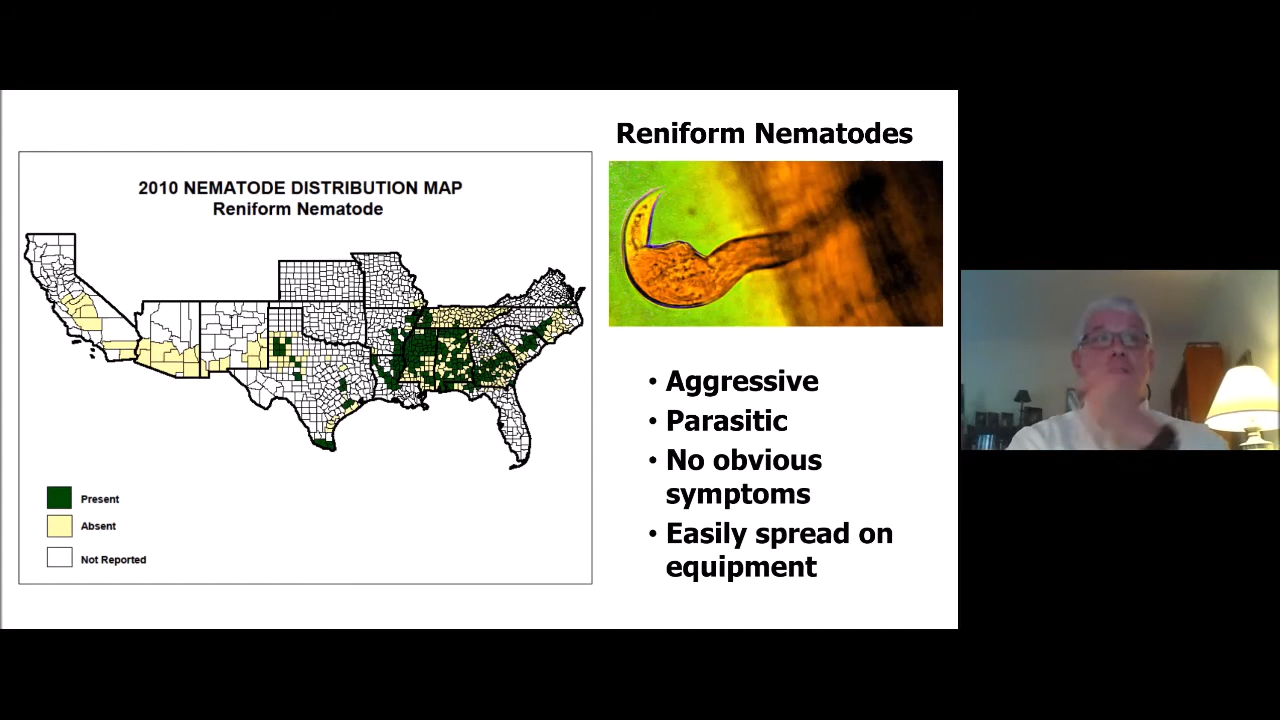 Reniform Nematodes
2010 NEMATODE DISTRIBUTION MAP
Reniform Nematode
Present
Absent
Not Reported
• Aggressive
• Parasitic
• No obvious
symptoms
• Easily spread on
equipment